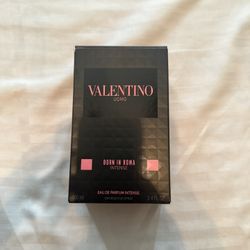 VALENTINO
UOMO
BORN IN ROMA
INTENSE
EAU DE PARFUM INTENSE